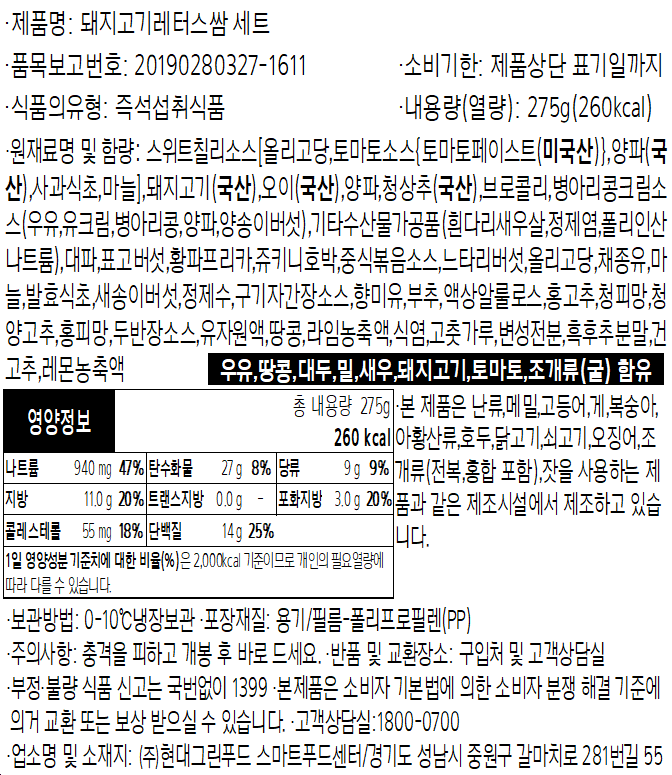 ·제품명: 돼지고기레터스쌈 세트
·품목보고번호: 20190280327-1611 ·소비기한: 제품상단 표기일까지
·식품의유형: 즉석섭취식품 ·내용량(열량): 275g(260kcal)
·원재료명 및 함량: 스위트칠리소스[올리고당,토마토소스{토마토페이스트(미국산)},양파(국
산),사과식초,마늘],돼지고기(국산),오이(국산),양파,청상추(국산),브로콜리,병아리콩크림소
스(우유,유크림,병아리콩,양파,양송이버섯),기타수산물가공품(흰다리새우살,정제염,폴리인산
나트륨),대파,표고버섯,황파프리카,쥬키니호박,중식볶음소스,느타리버섯,올리고당,채종유,마
늘,발효식초,새송이버섯,정제수,구기자간장소스,향미유,부추,액상알룰로스,홍고추,청피망,청
양고추,홍피망,두반장소스,유자원액,땅콩,라임농축액,식염,고춧가루,변성전분,흑후추분말,건
고추,레몬농축액 우유,땅콩,대두,밀,새우,돼지고기,토마토,조개류(굴) 함유
영양정보
총 내용량 275g
260 kcal
나트륨 940 mg 47% 탄수화물 27 g 8% 당류 9 g 9%
지방 11.0 g 20% 트랜스지방 0.0 g - 포화지방 3.0 g 20%
콜레스테롤 55 mg 18% 단백질 14 g 25%
1일 영양성분 기준치에 대한 비율(%)은 2,000kcal 기준이므로 개인의 필요열량에
따라 다를 수 있습니다.
·본 제품은 난류,메밀,고등어,게,복숭아,
아황산류,호두,닭고기,쇠고기,오징어,조
개류(전복,홍합 포함),잣을 사용하는 제
품과 같은 제조시설에서 제조하고 있습
니다.
·보관방법: 0-10℃냉장보관 ·포장재질: 용기/필름-폴리프로필렌(PP)
·주의사항: 충격을 피하고 개봉 후 바로 드세요. ·반품 및 교환장소: 구입처 및 고객상담실
·부정·불량 식품 신고는 국번없이 1399 ·본제품은 소비자 기본법에 의한 소비자 분쟁 해결 기준에
의거 교환 또는 보상 받으실 수 있습니다. ·고객상담실:1800-0700
·업소명 및 소재지: (주)현대그린푸드 스마트푸드센터/경기도 성남시 중원구 갈마치로 281번길 55